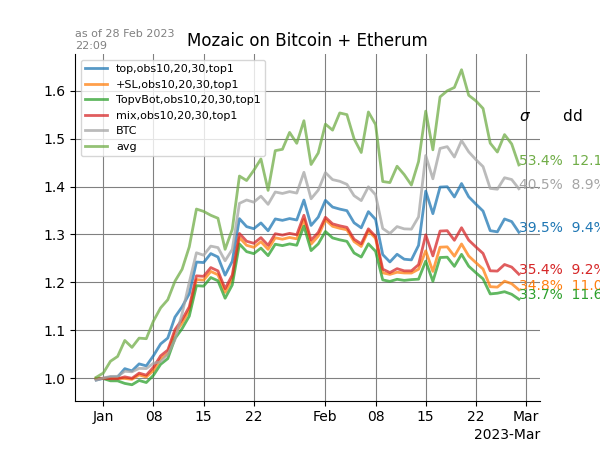 as of 28 Feb 2023
22:09
Mozaic on Bitcoin + Etherum
top,obs10,20,30,top1
+SL,obs10,20,30,top1
TopvBot,obs10,20,30,top1
mix,obs10,20,30,top1
BTC
avg
σ dd
53.4% 12.1
40.5% 8.9%
39.5% 9.4%
35.4% 9.2%
34.8% 11.0
33.7% 11.6
1.6
1.5
1.4
1.3
1.2
1.1
1.0
Jan 08 15 22 Feb 08 15 22 Mar
2023-Mar